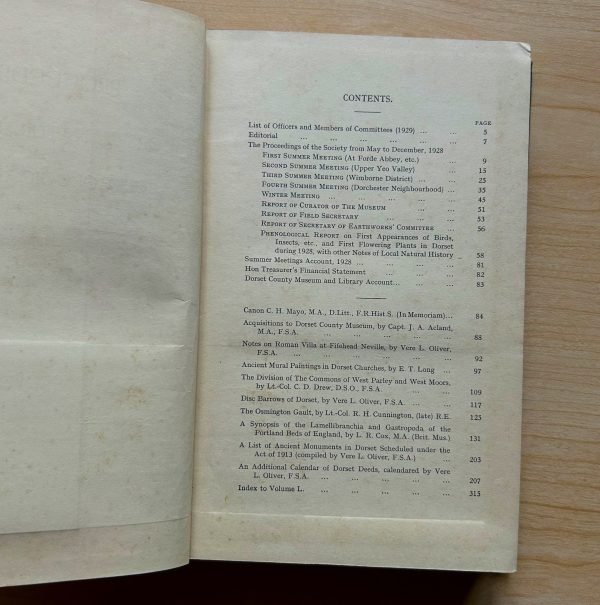 CONTENTS.
PAGE
List of Officers and Members of Committees (1929) ... ... 5
Editorial ... ... ... ... ... ... 7
The Proceedings of the Society from May to December, 1928
First Summer Meeting (At Forde Abbey, etc.) ... 9
Second Summer Meeting (Upper Yeo Valley) ... 15
Third Summer Meeting (Wimborne District) ... ... 25
Fourth Summer Meeting (Dorchester Neighbourhood) ... 35
Winter Meeting ... ... ... ... ... 45
Report of Curator of The Museum ... ... 51
Report of Field Secretary ... ... ... 53
Report of Secretary of Earthworks' Committee ... 56
Phenological Report on First Appearances of Birds,
Insects, etc., and First Flowering Plants in Dorset
during 1928, with other Notes of Local Natural History ... 58
Summer Meetings Account, 1928 ... ... ... ... 81
Hon Treasurer's Financial Statement ... ... ... 82
Dorset County Museum and Library Account... ... ... 83
Canon C. H. Mayo, M.A., D.Litt., F.R.Hist.S. (In Memoriam)... 84
Acquisitions to Dorset County Museum, by Capt. J. A. Acland,
M.A., F.S.A. ... ... ... ... ... 88
Notes on Roman Villa at Fifehead Neville, by Vere L. Oliver,
F.S.A. ... ... ... ... ... ... 92
Ancient Mural Paintings in Dorset Churches, by E. T. Long ... 97
The Division of The Commons of West Parley and West Moors,
by Lt.-Col. C. D. Drew, D.S.O., F.S.A. ... ... 109
Disc Barrows of Dorset, by Vere L. Oliver, F.S.A. ... ... 117
The Osmington Gault, by Lt.-Col. R. H. Cunnington, (late) R.E. 123
A Synopsis of the Lamellibranchia and Gastropoda of the
Portland Beds of England, by L. R. Cox, M.A. (Brit. Mus.) 131
A List of Ancient Monuments in Dorset Scheduled under the
Act of 1913 (compiled by Vere L. Oliver, F.S.A.) ... 203
An Additional Calendar of Dorset Deeds, calendared by Vere
L. Oliver, F.S.A. ... ... ... ... ... 207
Index to Volume L. ... ... ... ... ... 315